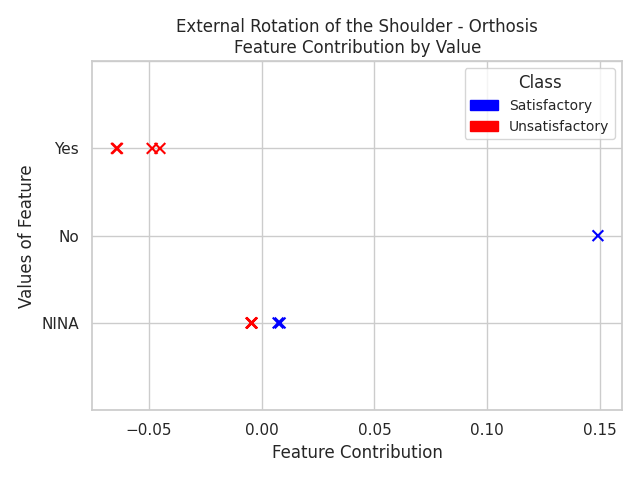 External Rotation of the Shoulder - Orthosis
Feature Contribution by Value
Class
Satisfactory
Unsatisfactory
Values of Feature
Yes
No
NINA
−0.05
0.00
0.05
0.10
0.15
Feature Contribution